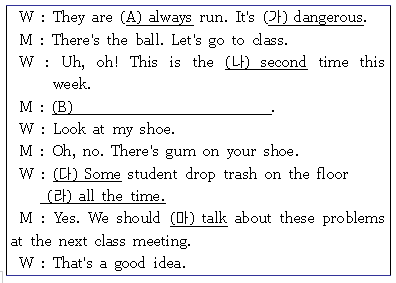 W : They are (A) always run. It's (가) dangerous.
M : There's the ball. Let's go to class.
W : Uh, oh! This is the (나) second time this
week.
M : (B)                                        .
W : Look at my shoe.
M : Oh, no. There's gum on your shoe.
W : (다) Some student drop trash on the floor
(라) all the time.
M : Yes. We should (마) talk about these problems
at the next class meeting.
W : That's a good idea.